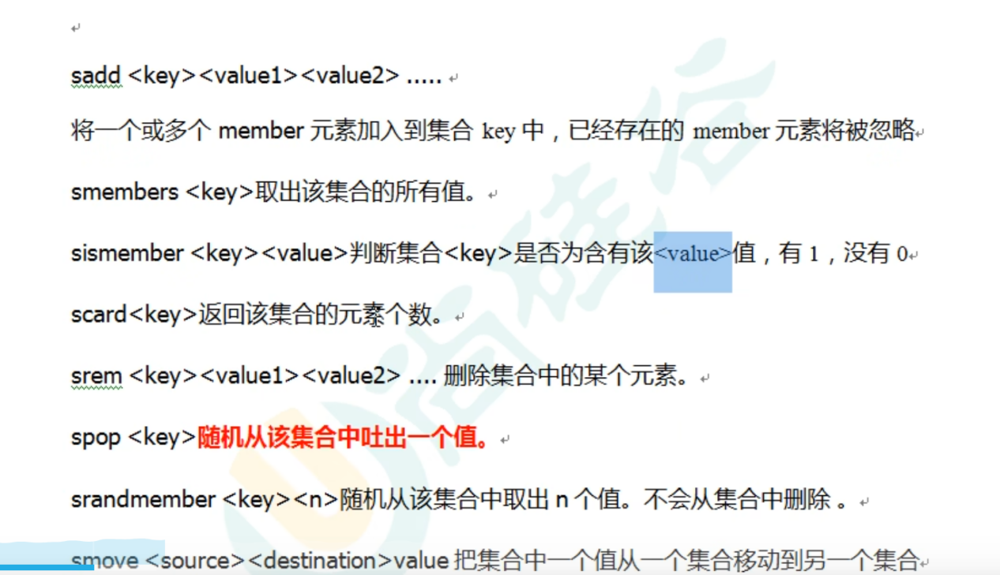 sadd <key><value1><value2> .....
将一个或多个 member 元素加入到集合 key 中，已经存在的 member 元素将被忽略
smembers <key>取出该集合的所有值。
sismember <key><value>判断集合<key>是否为含有该<value>值，有 1，没有 0
scard<key>返回该集合的元素个数。
srem <key><value1><value2> .... 删除集合中的某个元素。
spop <key>随机从该集合中吐出一个值。
srandmember <key><n>随机从该集合中取出 n 个值。不会从集合中删除 。
smove <source><destination>value 把集合中一个值从一个集合移动到另一个集合
尚硅谷